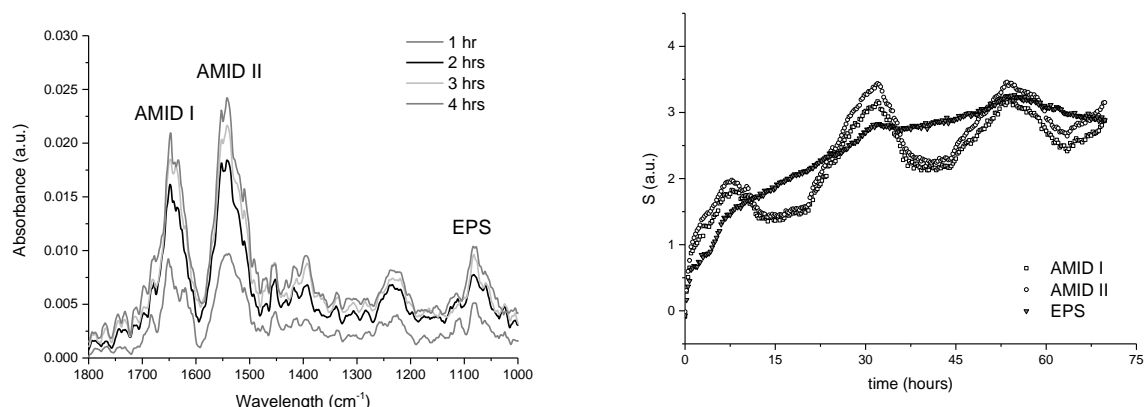 0.030
0.025
0.020
0.015
0.010
0.005
0.000
Absorbance (a.u.)
1 hr
2 hrs
3 hrs
4 hrs
AMID II
AMID I
EPS
1800 1700 1600 1500 1400 1300 1200 1100 1000
Wavelength (cm⁻¹)
4
3
2
1
0
S (a.u.)
AMID I
AMID II
EPS
0 15 30 45 60 75
time (hours)